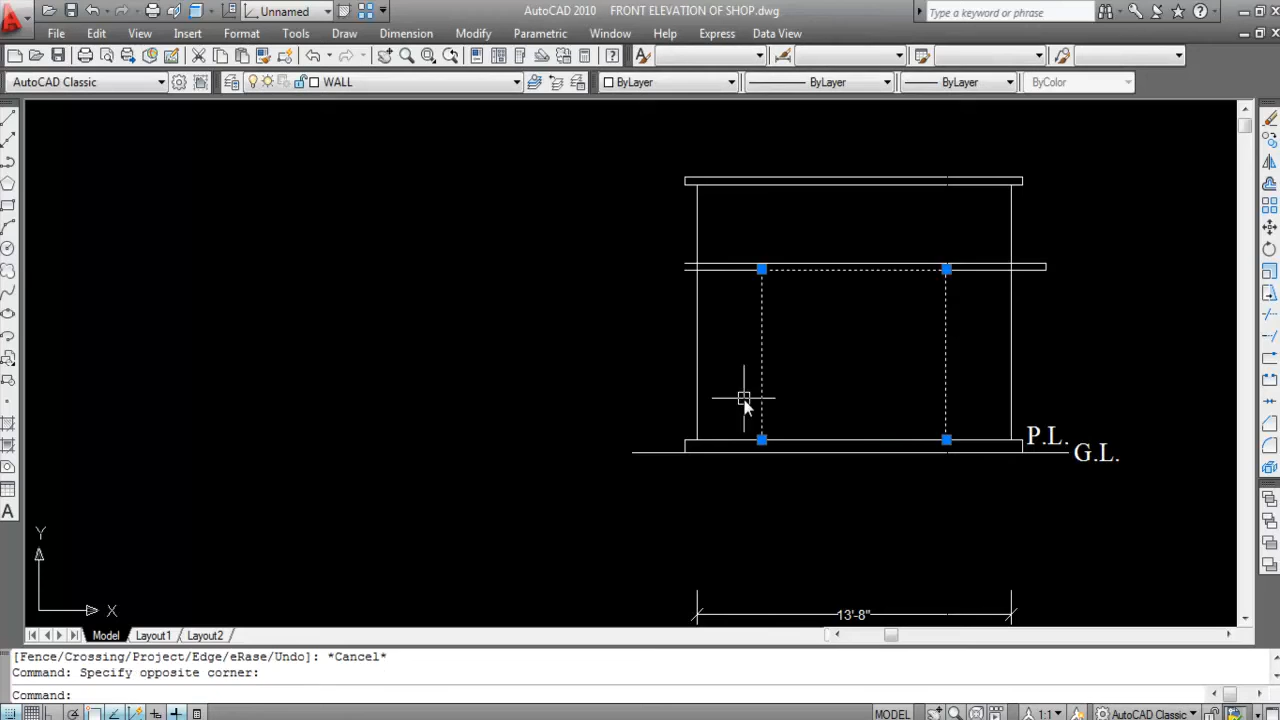 Unnamed AutoCAD 2010 FRONT ELEVATION OF SHOP.dwg Type a keyword or phrase
File Edit View Insert Format Tools Draw Dimension Modify Parametric Window Help Express Data View
AutoCAD Classic WALL ByLayer ByLayer ByLayer ByColor
P.L.
G.L.
13'-8"
Y
X
Model Layout1 Layout2
[Fence/Crossing/Project/Edge/eRase/Undo]: *Cancel*
Command: Specify opposite corner:
Command:
MODEL 1:1 AutoCAD Classic